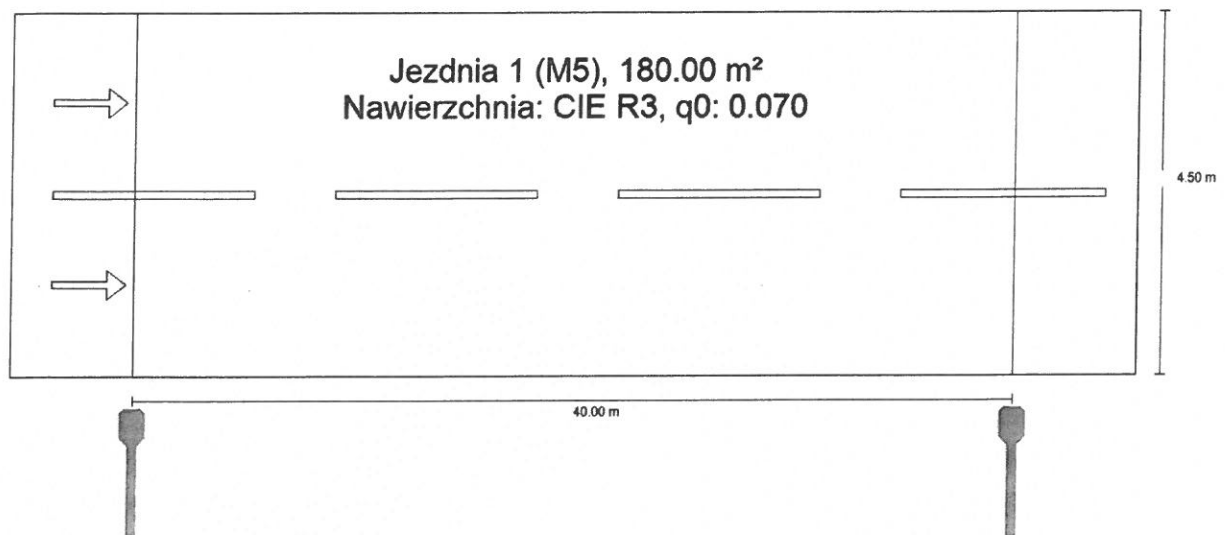 Jezdnia 1 (M5), 180.00 m²
Nawierzchnia: CIE R3, q0: 0.070
4.50 m
40.00 m